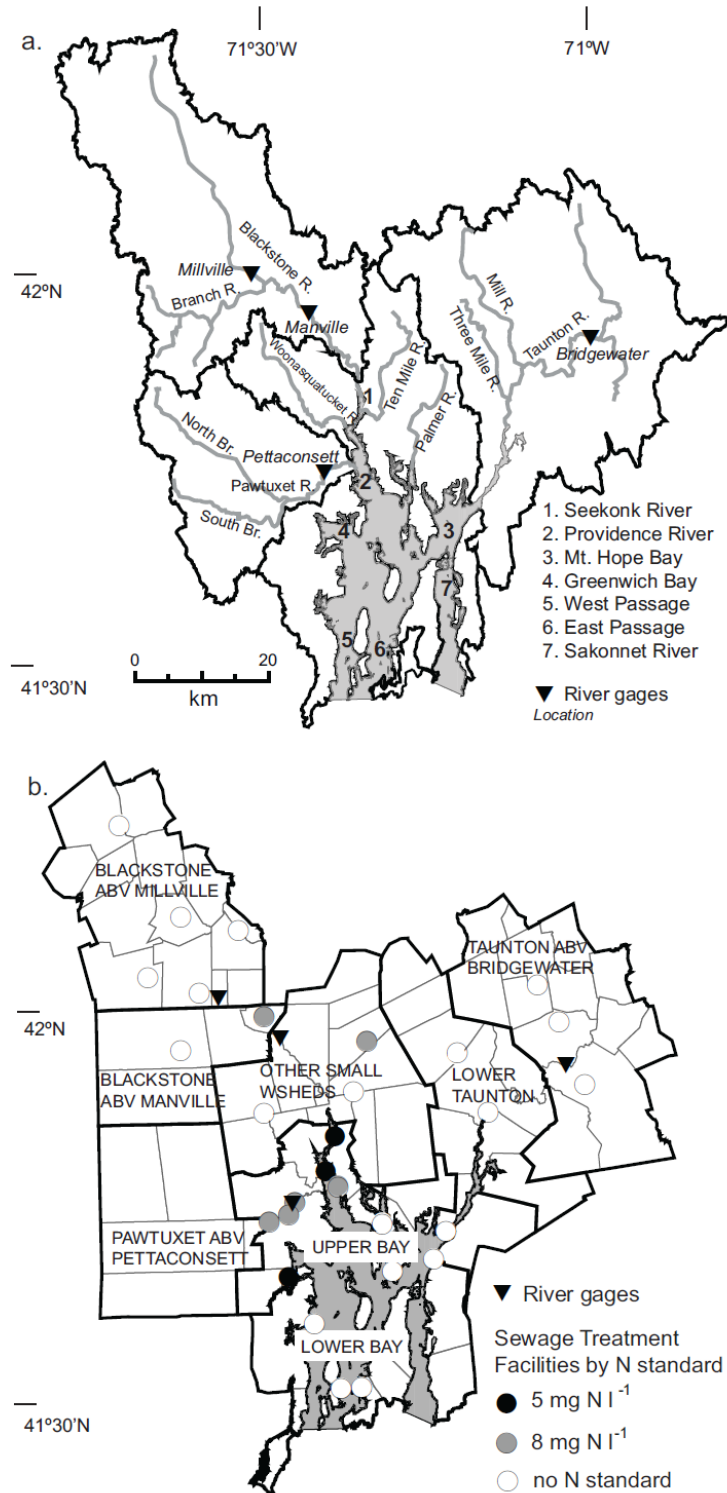 a.
71º30'W
71ºW
42ºN
41º30'N
Blackstone R.
Millville
Branch R.
Manville
Woonasquatucket R.
1
Ten Mile R.
Palmer R.
Mill R.
Three Mile R.
Taunton R.
Bridgewater
North Br.
Pettaconsett
Pawtuxet R.
South Br.
2
3
4
7
5
6
0 20
km
1. Seekonk River
2. Providence River
3. Mt. Hope Bay
4. Greenwich Bay
5. West Passage
6. East Passage
7. Sakonnet River
River gages
Location
b.
BLACKSTONE
ABV MILLVILLE
TAUNTON ABV
BRIDGEWATER
42ºN
BLACKSTONE
ABV MANVILLE
OTHER SMALL
WSHEDS
LOWER
TAUNTON
PAWTUXET ABV
PETTACONSETT
UPPER BAY
LOWER BAY
41º30'N
River gages
Sewage Treatment
Facilities by N standard
5 mg N l⁻¹
8 mg N l⁻¹
no N standard